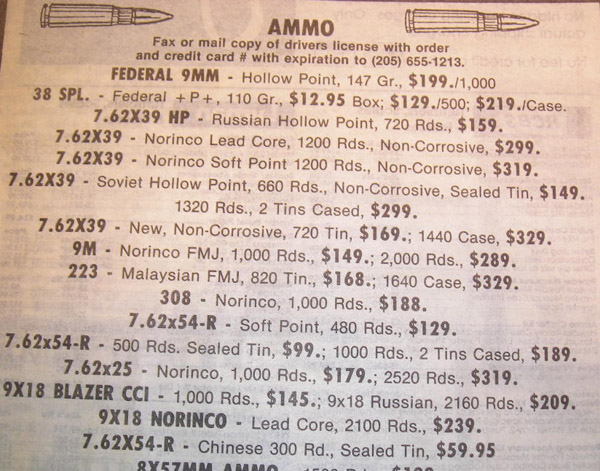 AMMO
Fax or mail copy of drivers license with order
and credit card # with expiration to (205) 655-1213.
FEDERAL 9MM - Hollow Point, 147 Gr., $199./1,000
38 SPL. - Federal +P+, 110 Gr., $12.95 Box; $129./500; $219./Case.
7.62X39 HP - Russian Hollow Point, 720 Rds., $159.
7.62X39 - Norinco Lead Core, 1200 Rds., Non-Corrosive, $299.
7.62X39 - Norinco Soft Point 1200 Rds., Non-Corrosive, $319.
7.62X39 - Soviet Hollow Point, 660 Rds., Non-Corrosive, Sealed Tin, $149.
1320 Rds., 2 Tins Cased, $299.
7.62X39 - New, Non-Corrosive, 720 Tin, $169.; 1440 Case, $329.
9M - Norinco FMJ, 1,000 Rds., $149.; 2,000 Rds., $289.
223 - Malaysian FMJ, 820 Tin., $168.; 1640 Case, $329.
308 - Norinco, 1,000 Rds., $188.
7.62x54-R - Soft Point, 480 Rds., $129.
7.62x54-R - 500 Rds. Sealed Tin, $99.; 1000 Rds., 2 Tins Cased, $189.
7.62x25 - Norinco, 1,000 Rds., $179.; 2520 Rds., $319.
9X18 BLAZER CCI - 1,000 Rds., $145.; 9x18 Russian, 2160 Rds., $209.
9X18 NORINCO - Lead Core, 2100 Rds., $239.
7.62X54-R - Chinese 300 Rd., Sealed Tin, $59.95
8X57MM AMMO